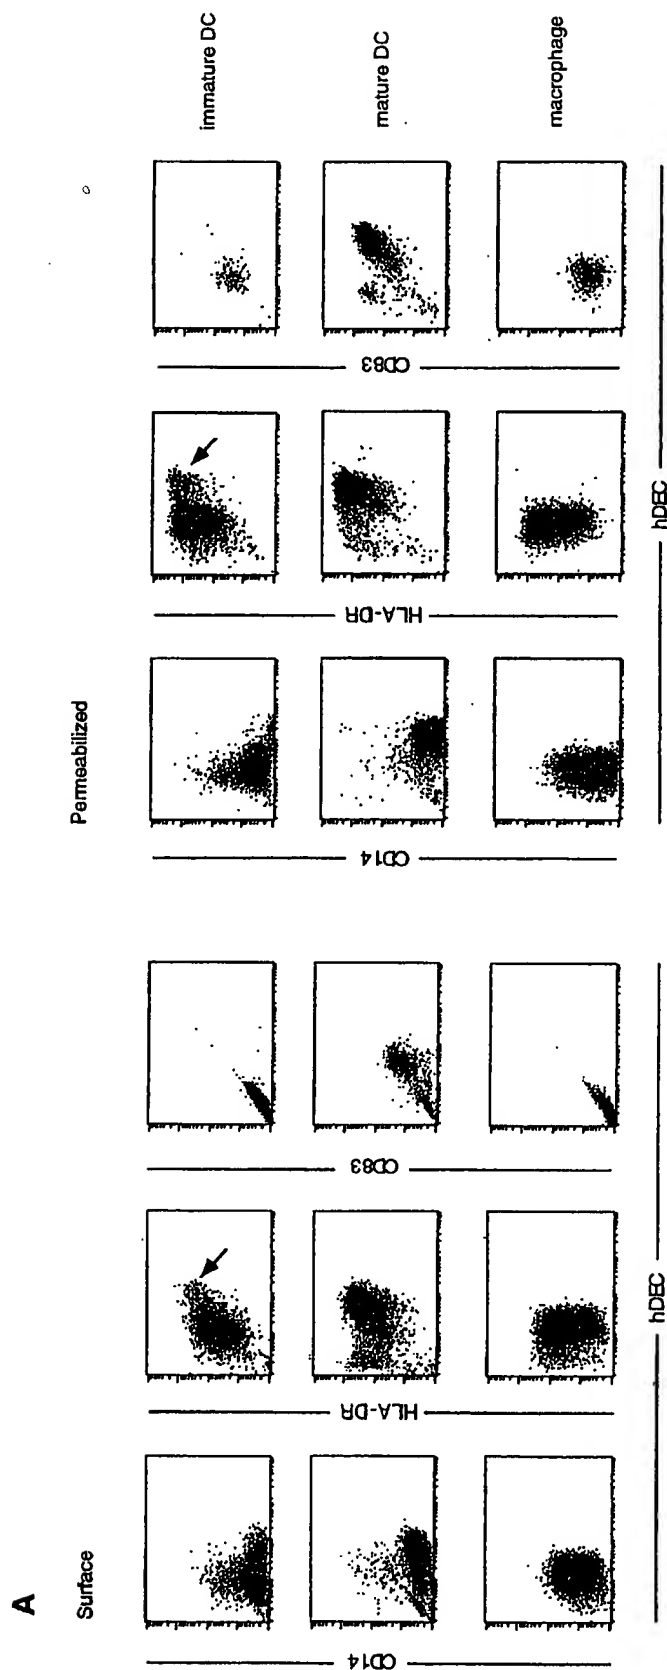 A
Surface
Permeabilized
CD14
HLA-DR
CD83
CD14
HLA-DR
CD83
immature DC
mature DC
macrophage
hDEC
hDEC